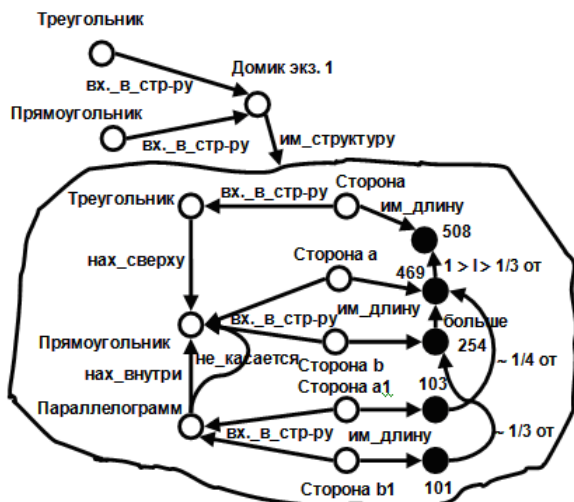 Треугольник
Домик экз. 1
вх._в_стр-ру
Прямоугольник
вх._в_стр-ру
им_структуру
Треугольник
вх._в_стр-ру
Сторона
им_длину
508
нах_сверху
Сторона a
469
1 > l > 1/3 от
им_длину
вх._в_стр-ру
больше
Прямоугольник
не_касается
254
нах_внутри
Сторона b
~ 1/4 от
Сторона a1
103
Параллелограмм
вх._в_стр-ру
им_длину
~ 1/3 от
Сторона b1
101